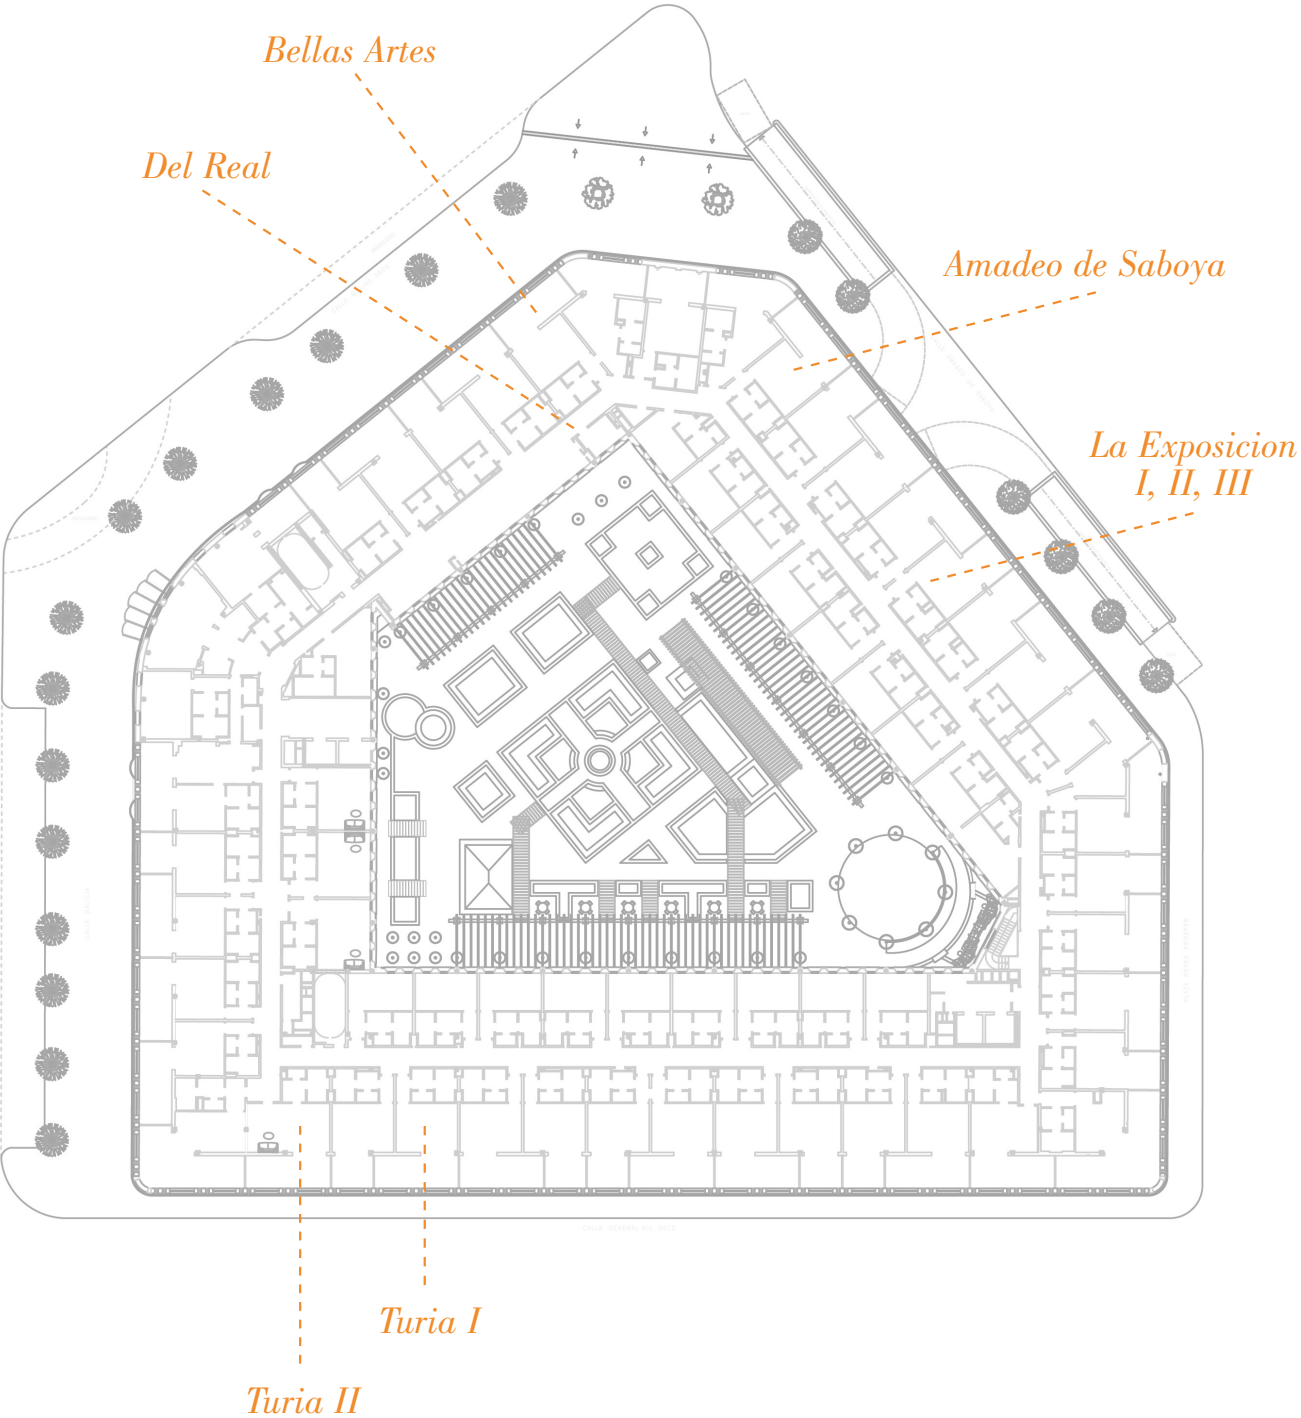 Bellas Artes
Del Real
Amadeo de Saboya
La Exposicion
I, II, III
Turia I
Turia II